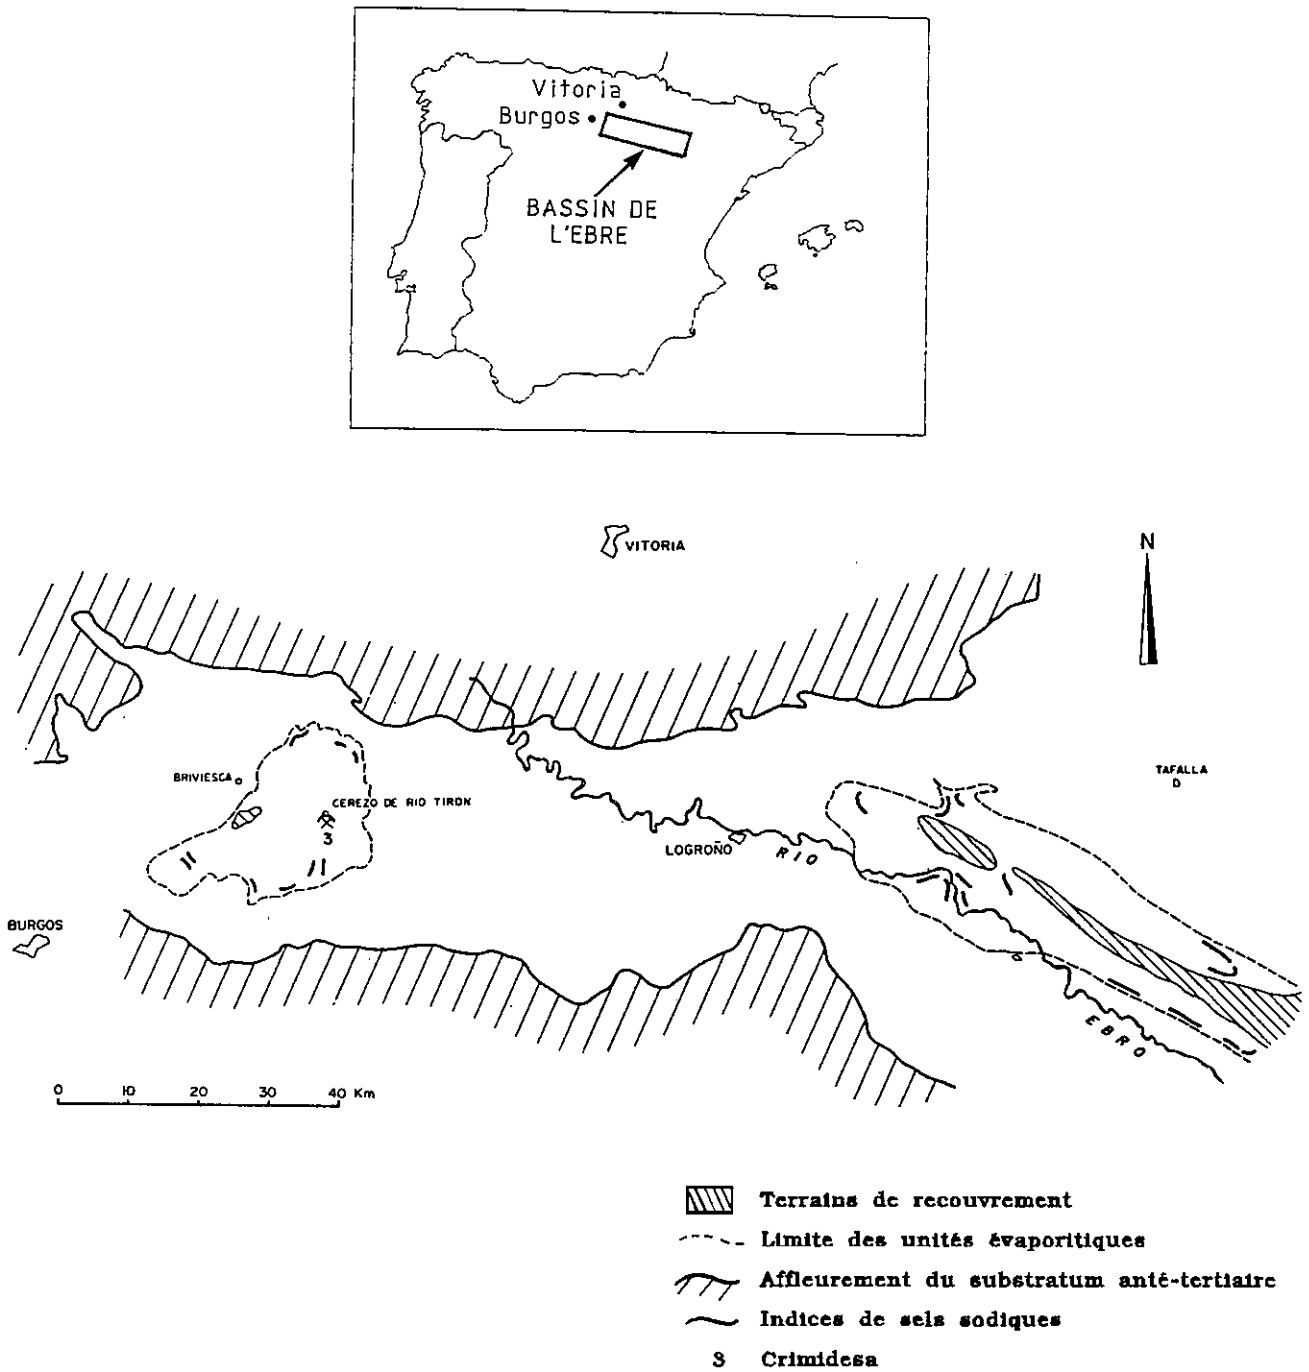 Vitoria
Burgos
BASSIN DE
L'EBRE
VITORIA
N
BRIVIESCA
CEREZO DE RIO TIRON
3
TAFALLA
LOGROÑO
RIO
BURGOS
EBRO
0 10 20 30 40 Km
Terrains de recouvrement
Limite des unités évaporitiques
Affleurement du substratum anté-tertiaire
Indices de sels sodiques
3 Crimidesa